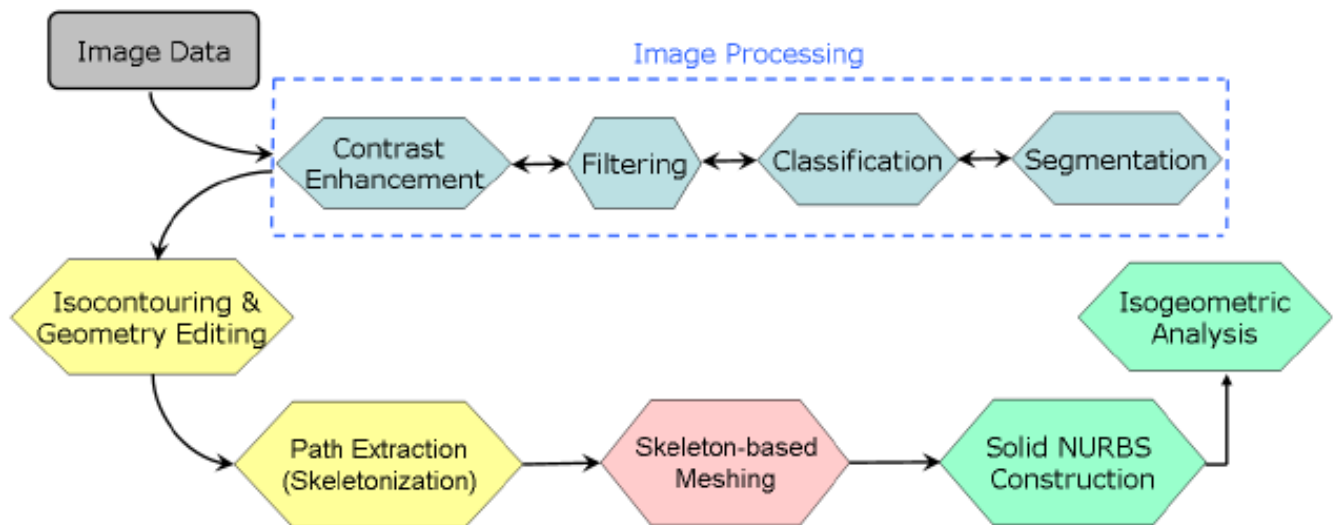 Image Data
Image Processing
Contrast
Enhancement
Filtering
Classification
Segmentation
Isocontouring &
Geometry Editing
Isogeometric
Analysis
Path Extraction
(Skeletonization)
Skeleton-based
Meshing
Solid NURBS
Construction